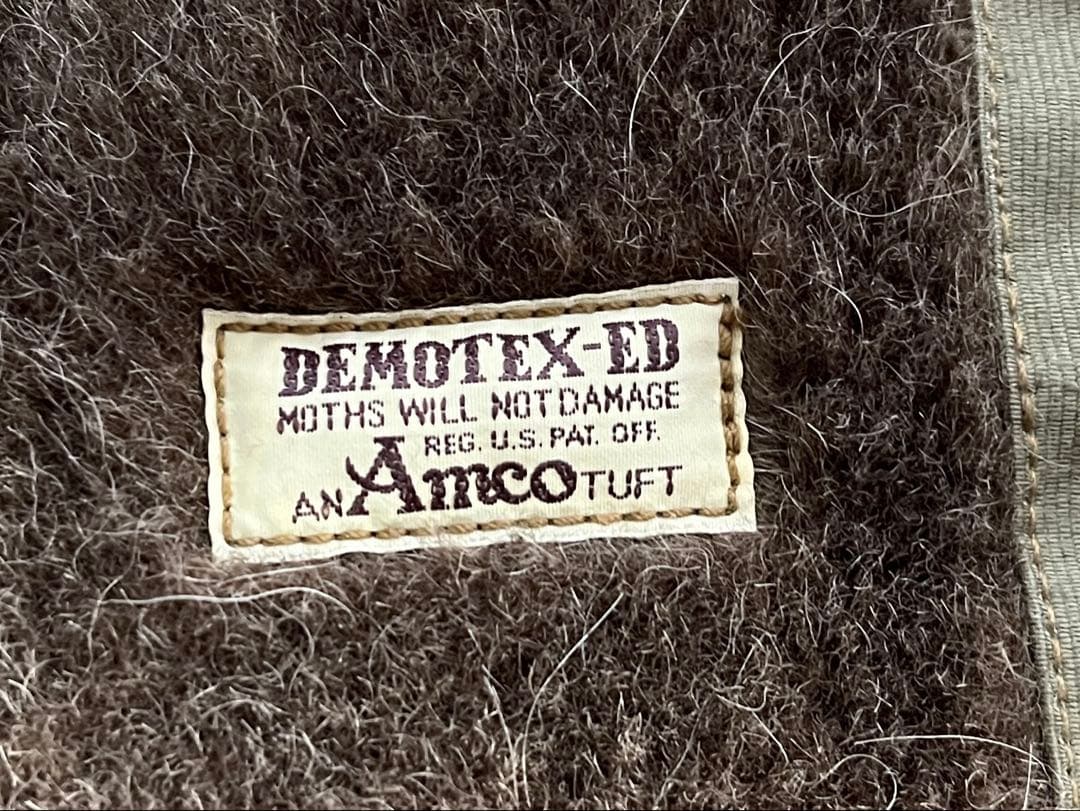 DEMOTEX-ED
MOTHS WILL NOT DAMAGE
REG. U.S. PAT. OFF.
AN Amco TUFT